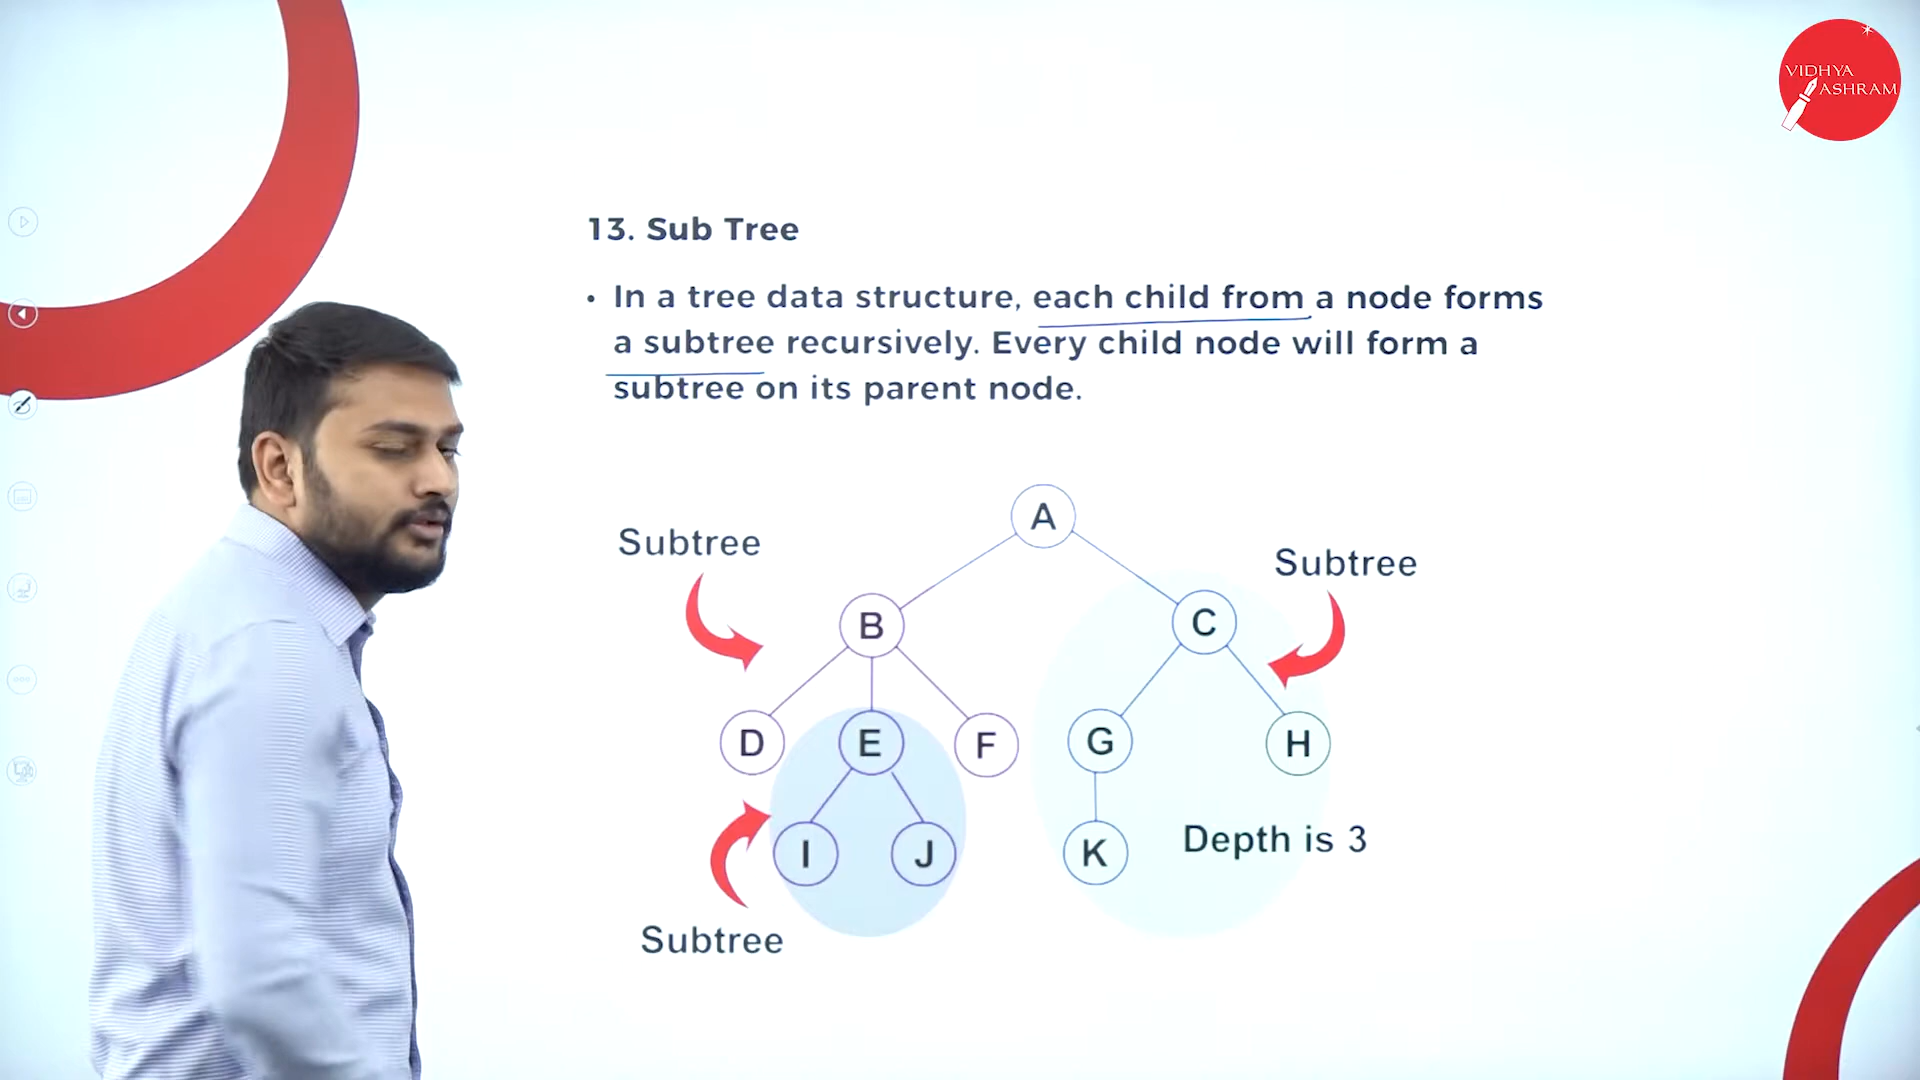 VIDHYA
ASHRAM
13. Sub Tree
• In a tree data structure, each child from a node forms
a subtree recursively. Every child node will form a
subtree on its parent node.
A
Subtree
Subtree
B
C
D
E
F
G
H
I
J
K
Depth is 3
Subtree